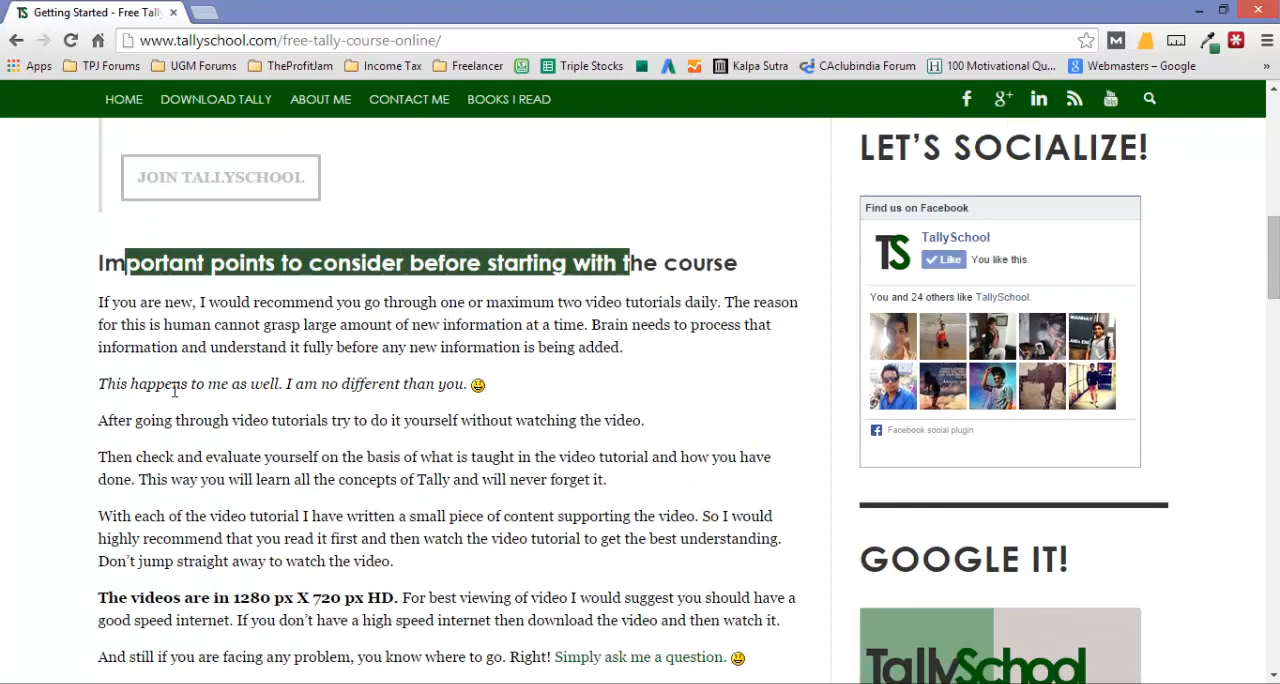 TS Getting Started - Free Tall
www.tallyschool.com/free-tally-course-online/
Apps TPJ Forums UGM Forums TheProfitJam Income Tax Freelancer Triple Stocks Kalpa Sutra CAclubindia Forum 100 Motivational Qu... Webmasters – Google »
HOME DOWNLOAD TALLY ABOUT ME CONTACT ME BOOKS I READ
JOIN TALLYSCHOOL
Important points to consider before starting with the course
If you are new, I would recommend you go through one or maximum two video tutorials daily. The reason
for this is human cannot grasp large amount of new information at a time. Brain needs to process that
information and understand it fully before any new information is being added.
This happens to me as well. I am no different than you.
After going through video tutorials try to do it yourself without watching the video.
Then check and evaluate yourself on the basis of what is taught in the video tutorial and how you have
done. This way you will learn all the concepts of Tally and will never forget it.
With each of the video tutorial I have written a small piece of content supporting the video. So I would
highly recommend that you read it first and then watch the video tutorial to get the best understanding.
Don't jump straight away to watch the video.
The videos are in 1280 px X 720 px HD. For best viewing of video I would suggest you should have a
good speed internet. If you don't have a high speed internet then download the video and then watch it.
And still if you are facing any problem, you know where to go. Right! Simply ask me a question.
LET'S SOCIALIZE!
Find us on Facebook
TS
TallySchool
Like You like this.
You and 24 others like TallySchool.
Facebook social plugin
GOOGLE IT!
TallySchool